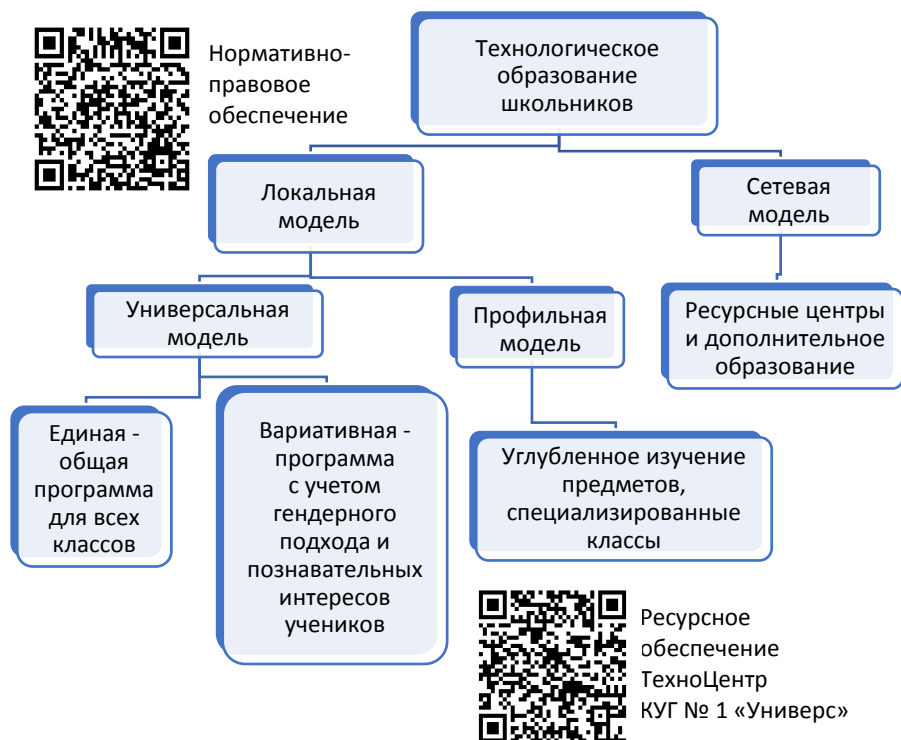 Нормативно-
правовое
обеспечение
Технологическое
образование
школьников
Локальная
модель
Сетевая
модель
Универсальная
модель
Профильная
модель
Ресурсные центры
и дополнительное
образование
Единая -
общая
программа
для всех
классов
Вариативная -
программа
с учетом
гендерного
подхода и
познавательных
интересов
учеников
Углубленное изучение
предметов,
специализированные
классы
Ресурсное
обеспечение
ТехноЦентр
КУГ № 1 «Универс»